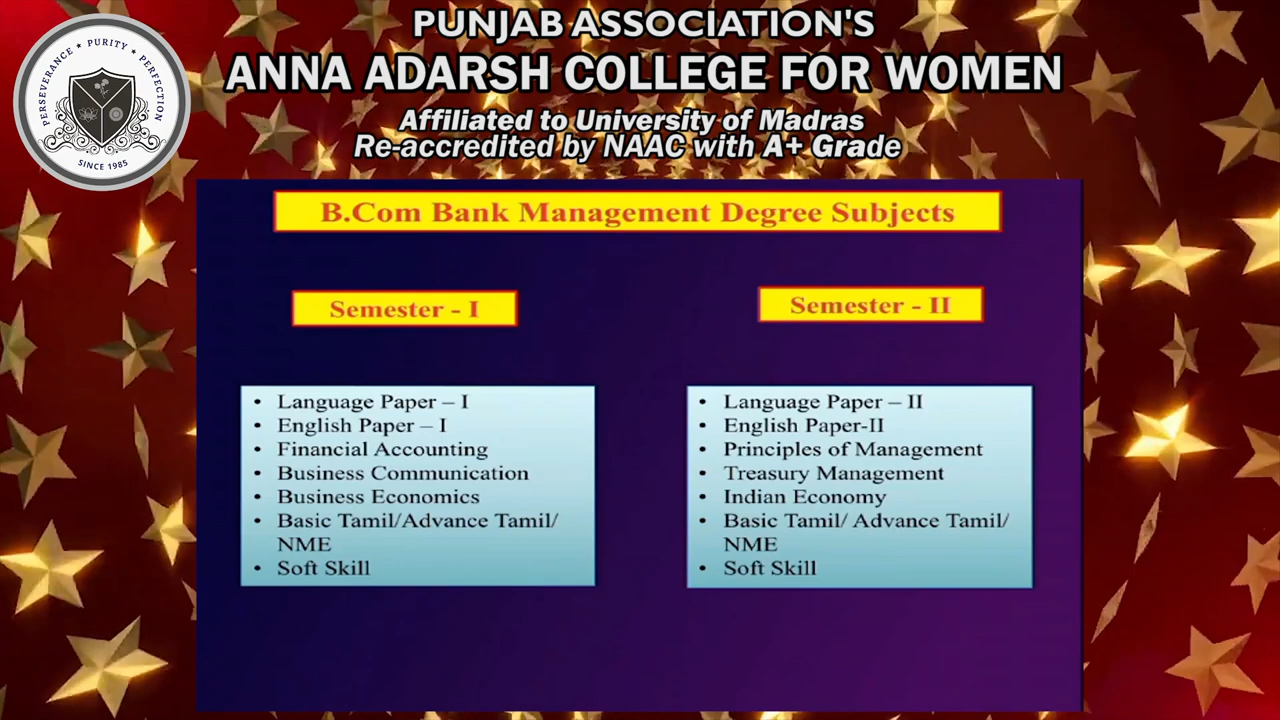 PUNJAB ASSOCIATION'S
ANNA ADARSH COLLEGE FOR WOMEN
Affiliated to University of Madras
Re-accredited by NAAC with A+ Grade
PERSEVERANCE ★ PURITY ★ PERFECTION
SINCE 1985
B.Com Bank Management Degree Subjects
Semester - I
• Language Paper – I
• English Paper – I
• Financial Accounting
• Business Communication
• Business Economics
• Basic Tamil/Advance Tamil/
NME
• Soft Skill
Semester - II
• Language Paper – II
• English Paper-II
• Principles of Management
• Treasury Management
• Indian Economy
• Basic Tamil/ Advance Tamil/
NME
• Soft Skill